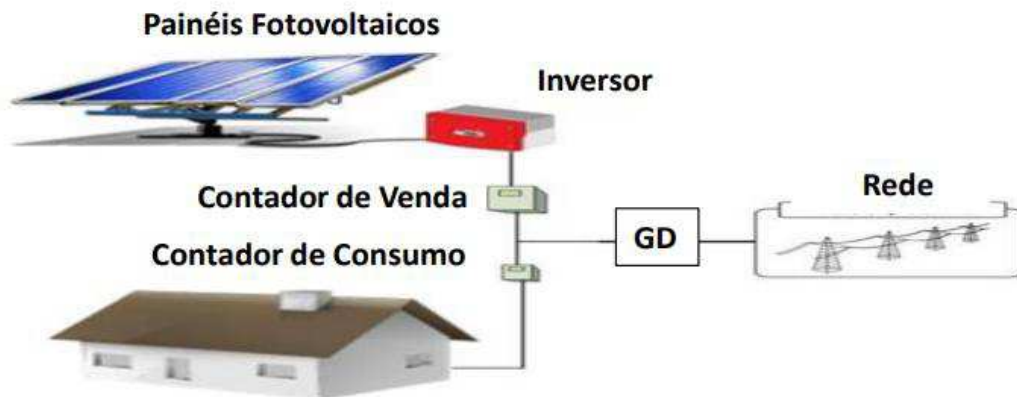 Painéis Fotovoltaicos
Inversor
Contador de Venda
Rede
GD
Contador de Consumo